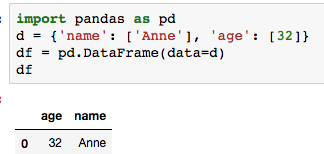 import pandas as pd
d = {'name': ['Anne'], 'age': [32]}
df = pd.DataFrame(data=d)
df
age name
0 32 Anne